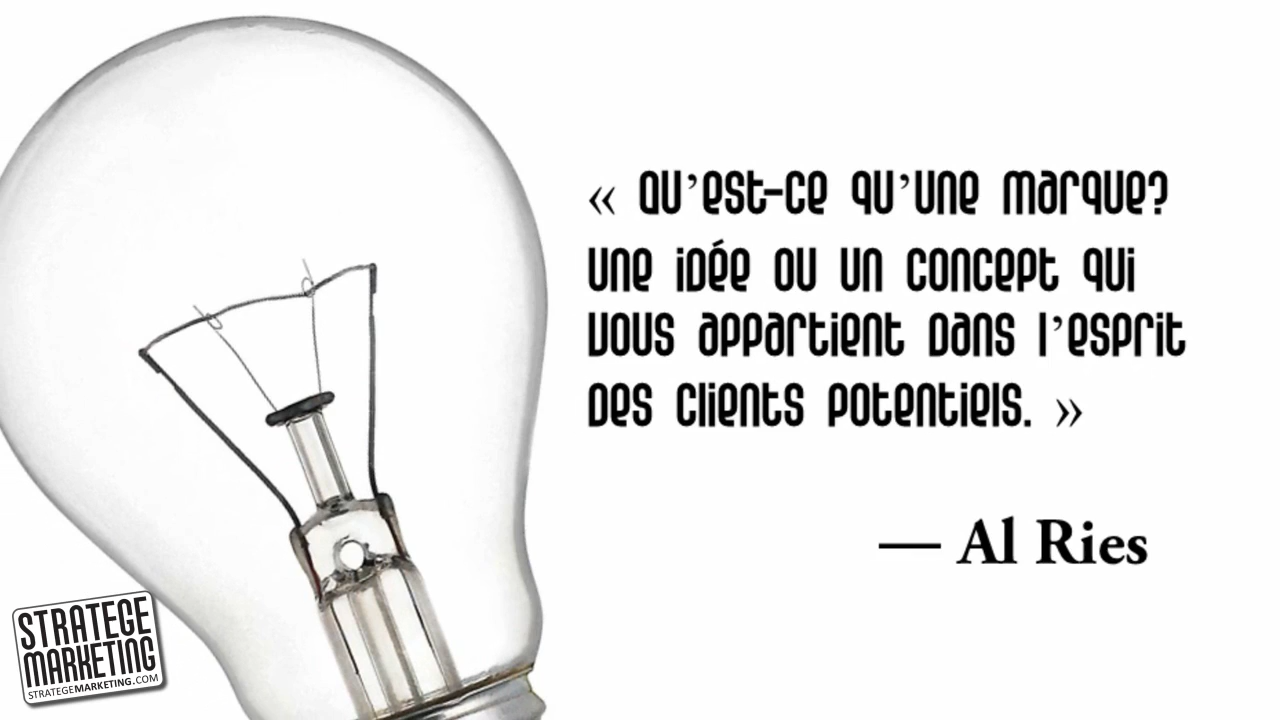 « Qu’est-ce qu’une marque?
Une idée ou un concept qui
vous appartient dans l’esprit
des clients potentiels. »
— Al Ries
STRATEGE
MARKETING
STRATEGEMARKETING.COM